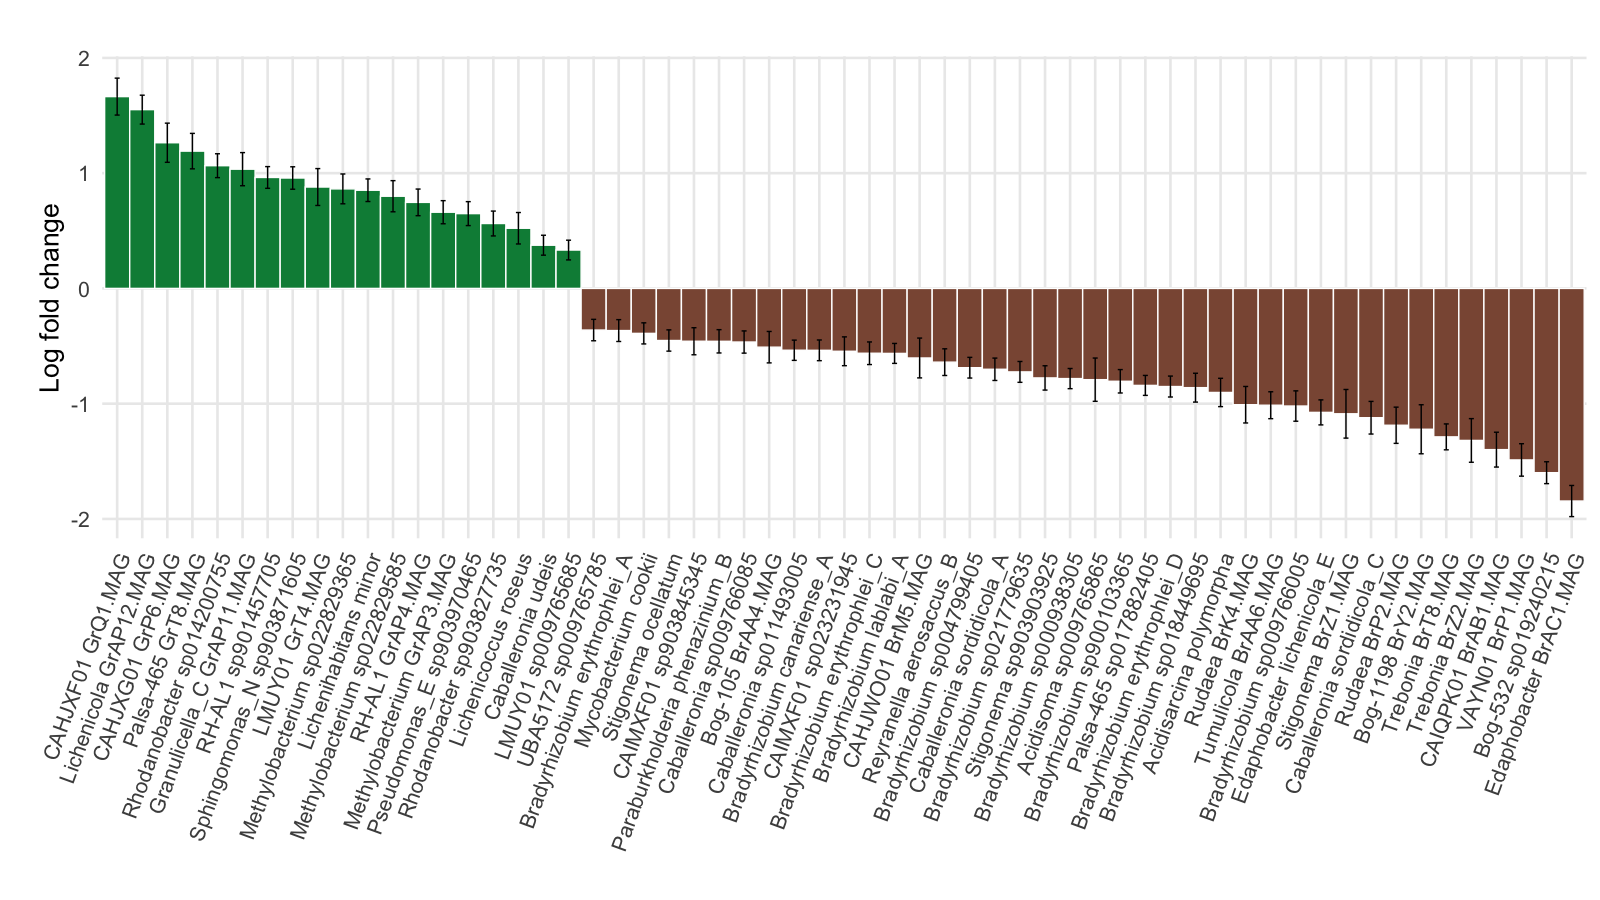 2
1
0
-1
-2
Log fold change
CAHJXF01 GrQ1.MAG
Lichenicola GrAP12.MAG
CAHJXG01 GrP6.MAG
Palsa-465 GrT8.MAG
Rhodanobacter sp014200755
Granulicella_C GrAP11.MAG
RH-AL1 sp901457705
Sphingomonas_N sp903871605
LMUY01 GrT4.MAG
Methylobacterium sp022829365
Lichenihabitans minor
Methylobacterium sp022829585
RH-AL1 GrAP4.MAG
Methylobacterium GrAP3.MAG
Pseudomonas_E sp903970465
Rhodanobacter sp903827735
Lichenicoccus roseus
Caballeronia udeis
LMUY01 sp009765685
UBA5172 sp009765785
Bradyrhizobium erythrophlei_A
Mycobacterium cookii
Stigonema ocellatum
CAIMXF01 sp903845345
Paraburkholderia phenazinium_B
Caballeronia sp009766085
Bog-105 BrAA4.MAG
Caballeronia sp011493005
Bradyrhizobium canariense_A
CAIMXF01 sp023231945
Bradyrhizobium erythrophlei_C
Bradyrhizobium lablabi_A
CAHJWO01 BrM5.MAG
Reyranella aerosaccus_B
Bradyrhizobium sp004799405
Caballeronia sordidicola_A
Bradyrhizobium sp021779635
Stigonema sp903903925
Bradyrhizobium sp000938305
Acidisoma sp009765865
Bradyrhizobium sp900103365
Palsa-465 sp017882405
Bradyrhizobium erythrophlei_D
Bradyrhizobium sp018449695
Acidisarcina polymorpha
Rudaea BrK4.MAG
Tumulicola BrAA6.MAG
Bradyrhizobium sp009766005
Edaphobacter lichenicola_E
Stigonema BrZ1.MAG
Caballeronia sordidicola_C
Rudaea BrP2.MAG
Bog-1198 BrY2.MAG
Trebonia BrT8.MAG
Trebonia BrZ2.MAG
CAIQPK01 BrAB1.MAG
VAYN01 BrP1.MAG
Bog-532 sp019240215
Edaphobacter BrAC1.MAG